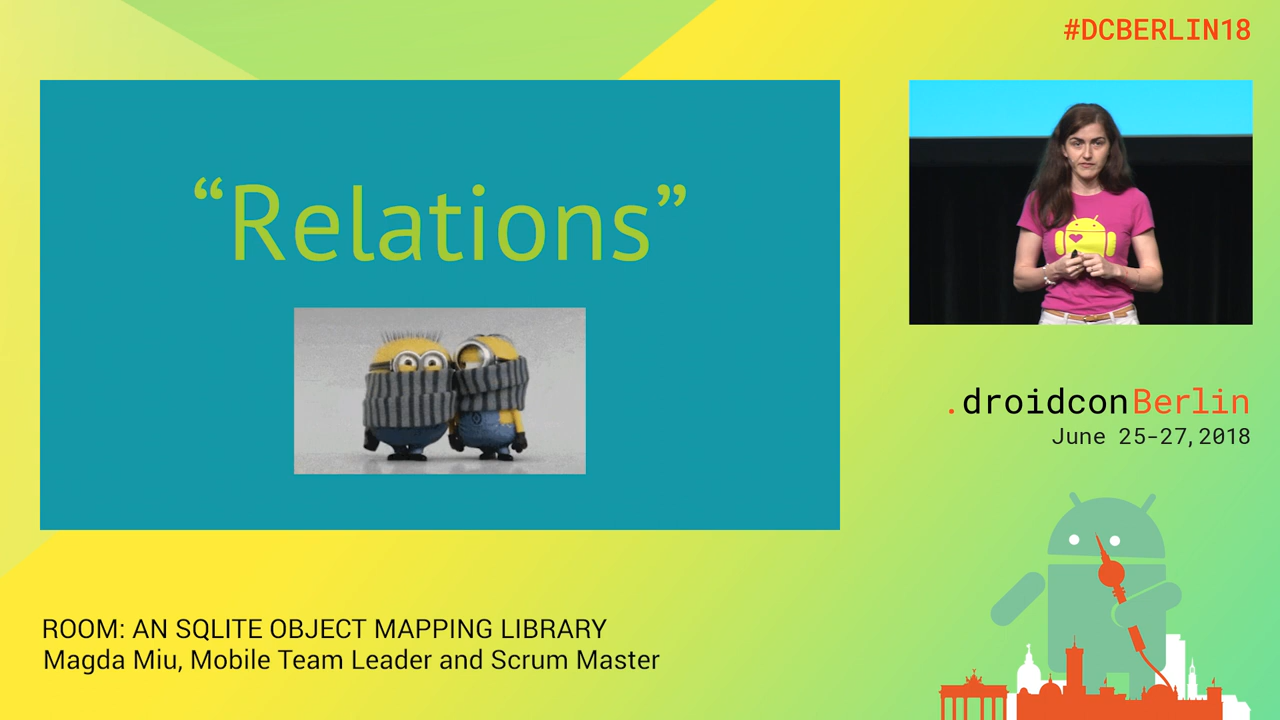 #DCBERLIN18
“Relations”
.droidconBerlin
June 25-27, 2018
ROOM: AN SQLITE OBJECT MAPPING LIBRARY
Magda Miu, Mobile Team Leader and Scrum Master